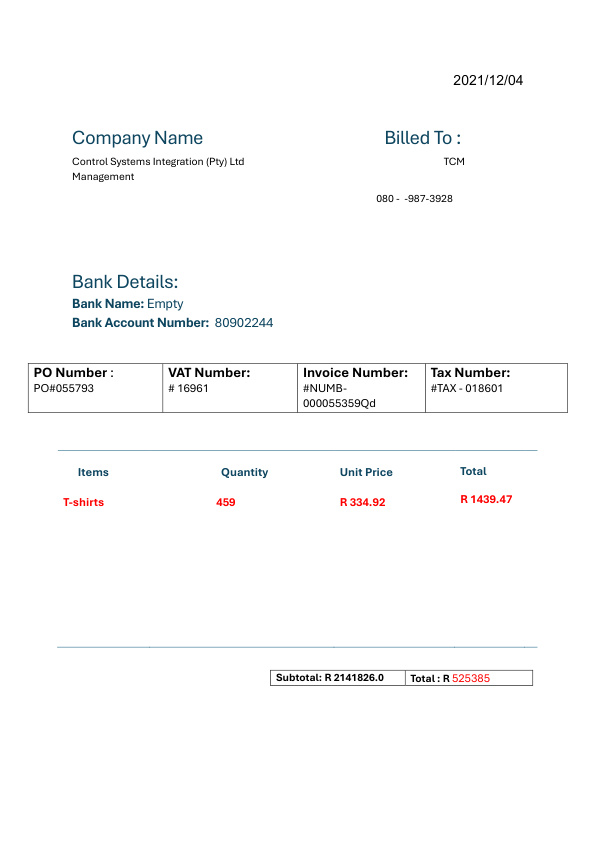 2021/12/04
Company Name
Billed To :
Control Systems Integration (Pty) Ltd
Management
TCM
080 -  -987-3928
Bank Details:
Bank Name: Empty
Bank Account Number:  80902244
PO Number : VAT Number: Invoice Number: Tax Number:
PO#055793 # 16961 #NUMB- #TAX - 018601
000055359Qd
Items Quantity Unit Price Total
T-shirts 459 R 334.92 R 1439.47
Subtotal: R 2141826.0 Total : R 525385